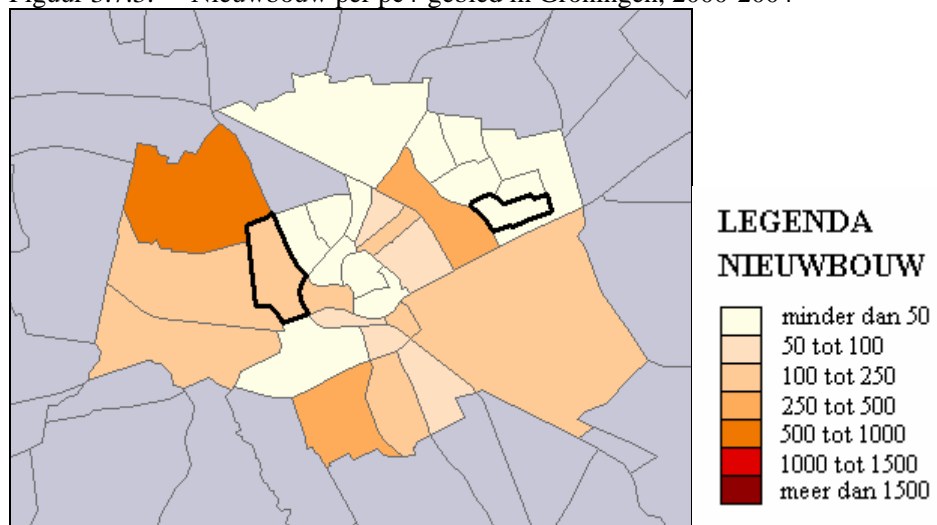 LEGENDA
NIEUWBOUW
minder dan 50
50 tot 100
100 tot 250
250 tot 500
500 tot 1000
1000 tot 1500
meer dan 1500